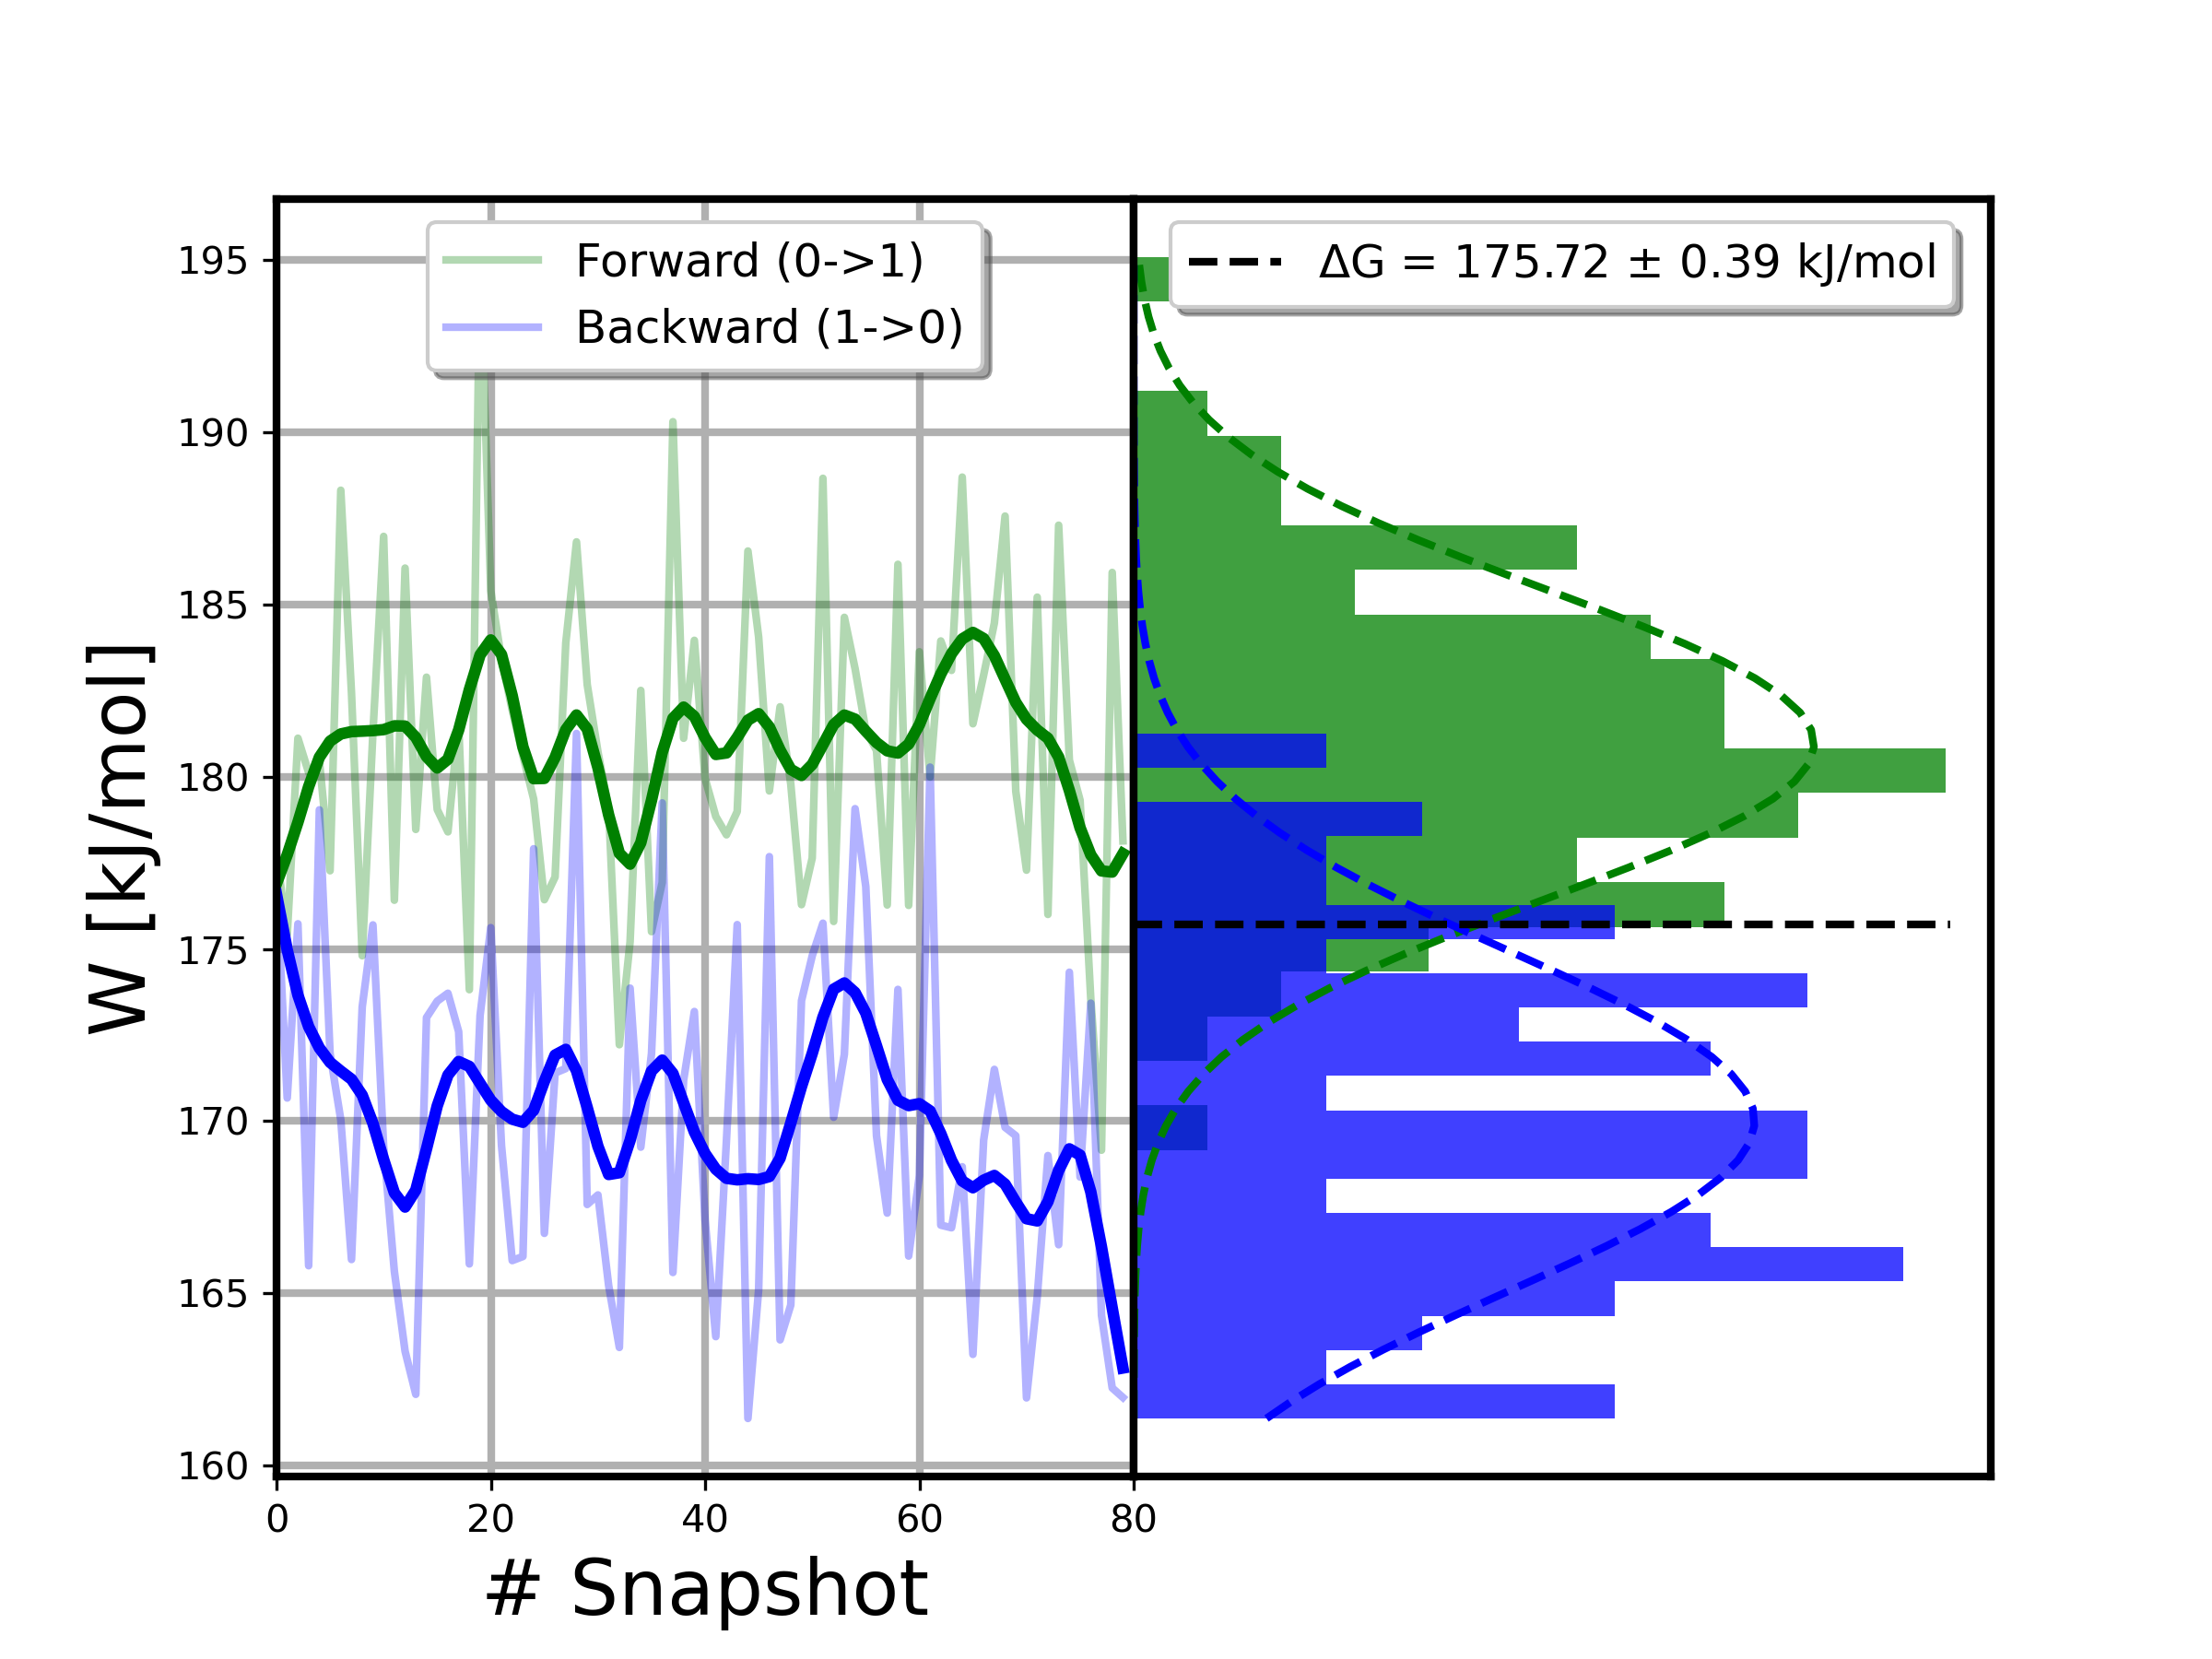 Forward (0->1)
Backward (1->0)
ΔG = 175.72 ± 0.39 kJ/mol
W [kJ/mol]
195
190
185
180
175
170
165
160
0 20 40 60 80
# Snapshot